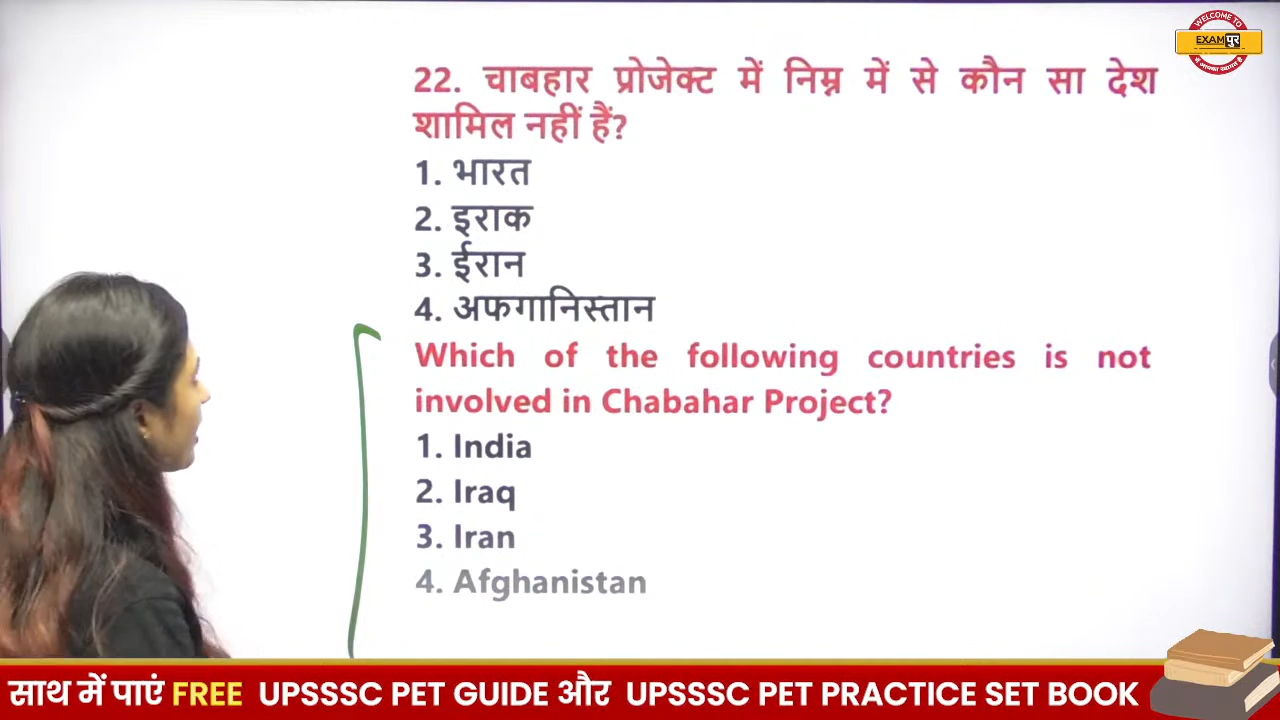 WELCOME TO
EXAMपुर
22. चाबहार प्रोजेक्ट में निम्न में से कौन सा देश
शामिल नहीं हैं?
1. भारत
2. इराक
3. ईरान
4. अफगानिस्तान
Which of the following countries is not
involved in Chabahar Project?
1. India
2. Iraq
3. Iran
4. Afghanistan
साथ में पाएं FREE UPSSSC PET GUIDE और UPSSSC PET PRACTICE SET BOOK